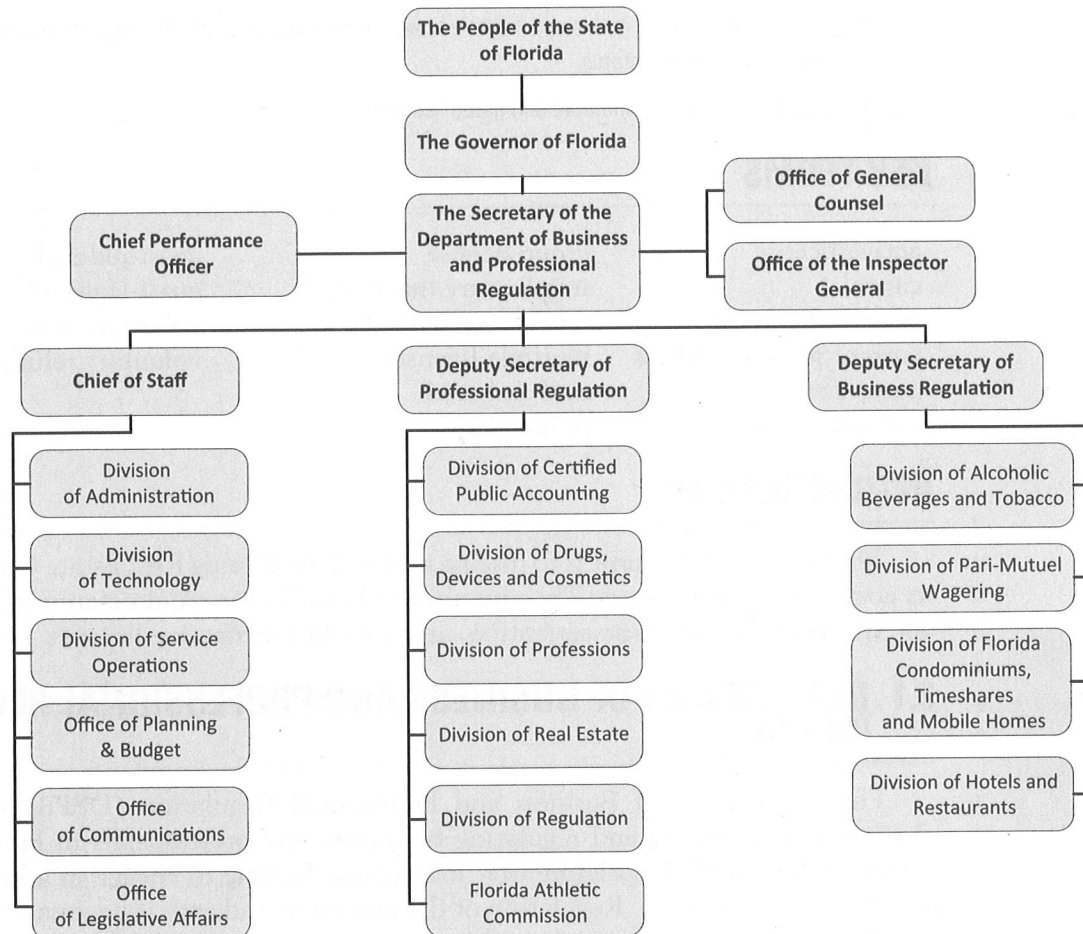 The People of the State
of Florida
The Governor of Florida
The Secretary of the
Department of Business
and Professional
Regulation
Chief Performance
Officer
Office of General
Counsel
Office of the Inspector
General
Chief of Staff
Division
of Administration
Division
of Technology
Division of Service
Operations
Office of Planning
& Budget
Office
of Communications
Office
of Legislative Affairs
Deputy Secretary of
Professional Regulation
Division of Certified
Public Accounting
Division of Drugs,
Devices and Cosmetics
Division of Professions
Division of Real Estate
Division of Regulation
Florida Athletic
Commission
Deputy Secretary of
Business Regulation
Division of Alcoholic
Beverages and Tobacco
Division of Pari-Mutuel
Wagering
Division of Florida
Condominiums,
Timeshares
and Mobile Homes
Division of Hotels and
Restaurants